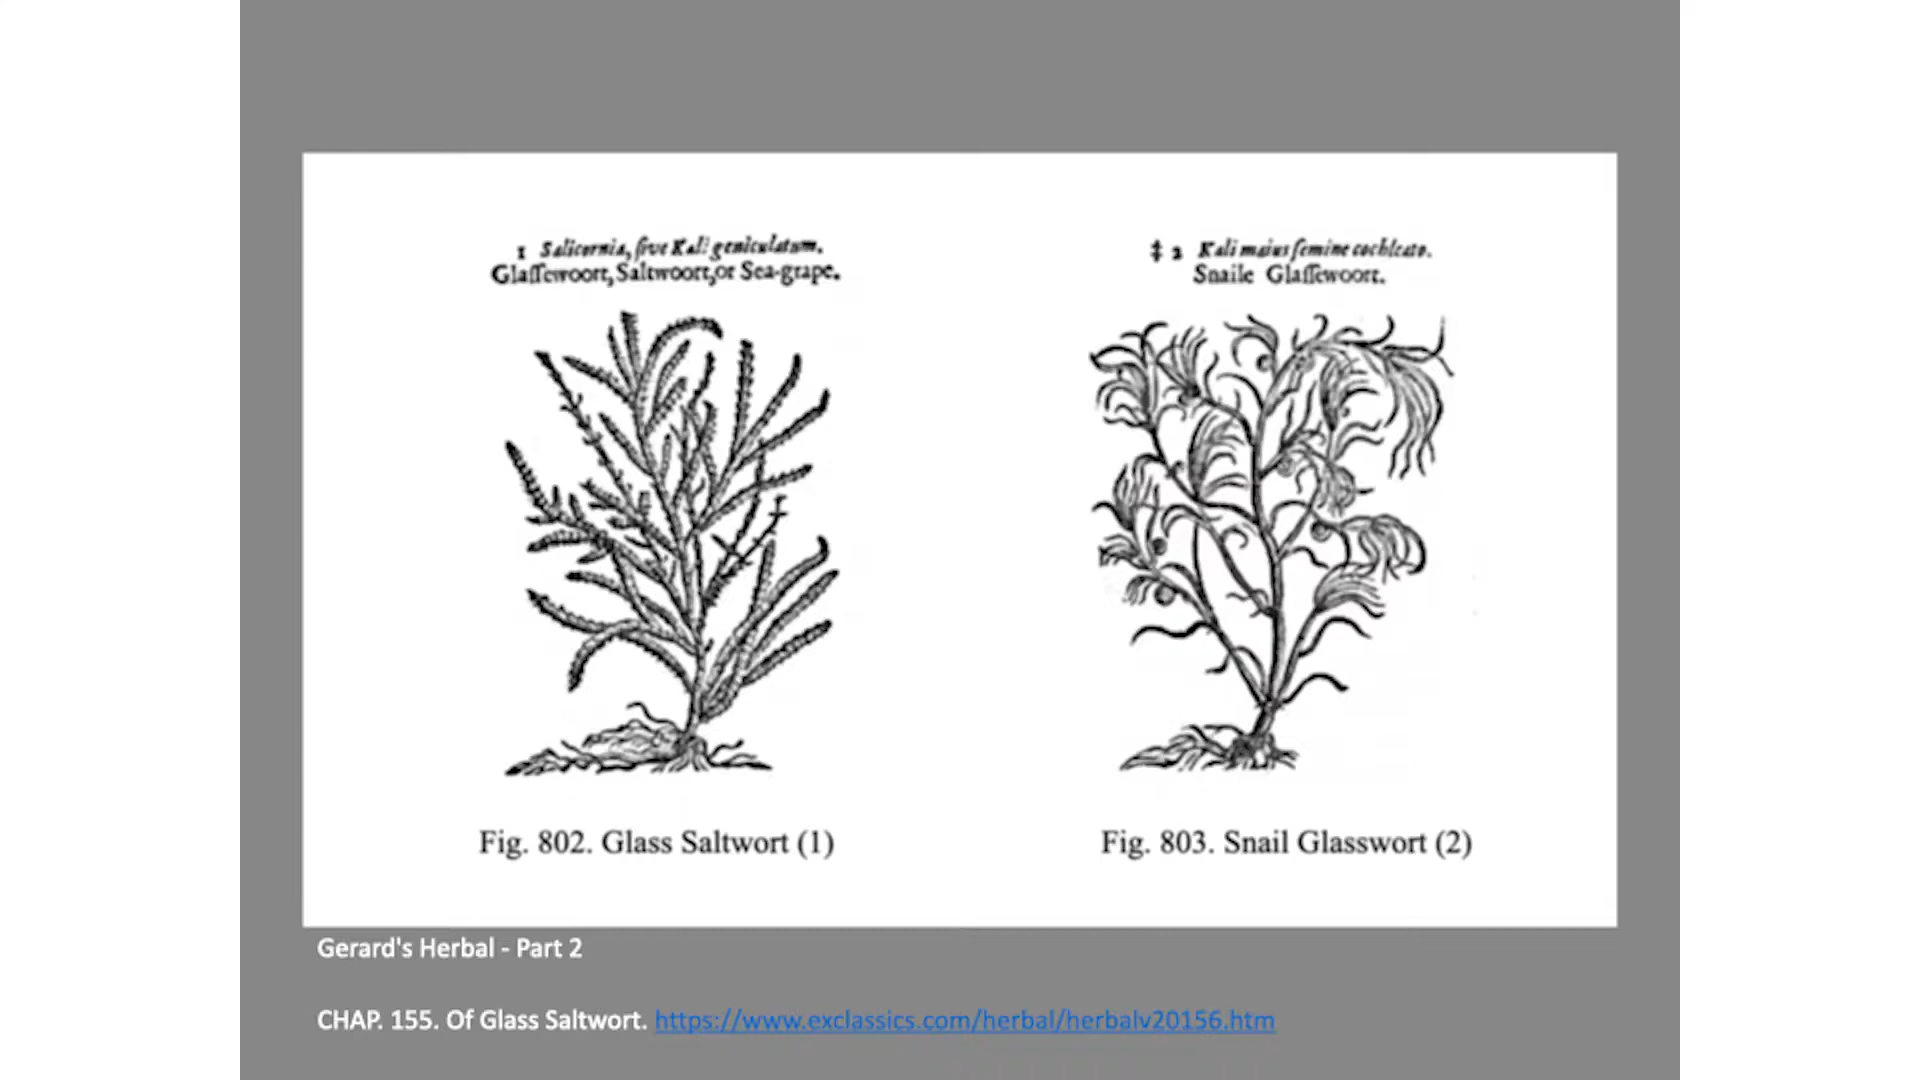 1 Salicornia, ſive Kali geniculatum.
Glaſſewoort, Saltwoort, or Sea-grape.
‡ 2 Kali maius ſemine cochleato.
Snaile Glaſſewoort.
Fig. 802. Glass Saltwort (1)
Fig. 803. Snail Glasswort (2)
Gerard's Herbal - Part 2
CHAP. 155. Of Glass Saltwort. https://www.exclassics.com/herbal/herbalv20156.htm